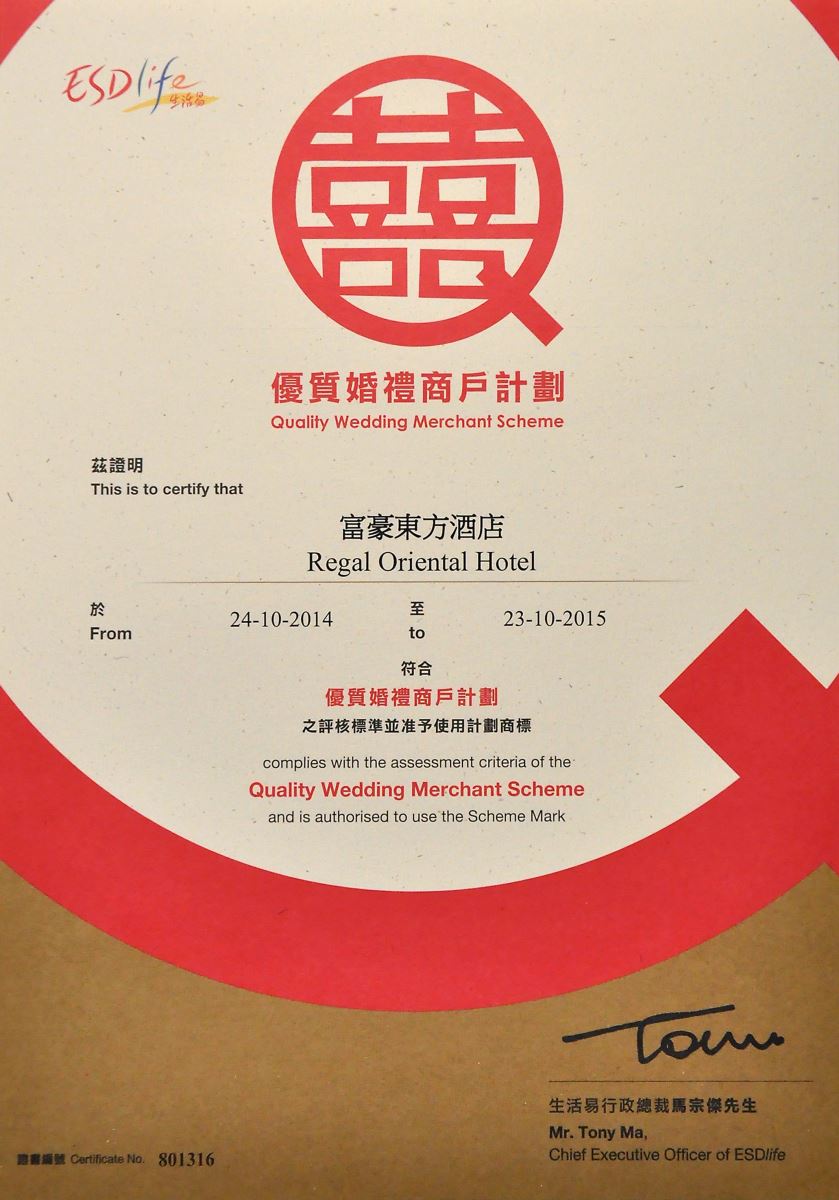 ESDlife
生活易
囍
優質婚禮商戶計劃
Quality Wedding Merchant Scheme
茲證明
This is to certify that
富豪東方酒店
Regal Oriental Hotel
於 至
From 24-10-2014 to 23-10-2015
符合
優質婚禮商戶計劃
之評核標準並准予使用計劃商標
complies with the assessment criteria of the
Quality Wedding Merchant Scheme
and is authorised to use the Scheme Mark
生活易行政總裁馬宗傑先生
Mr. Tony Ma,
Chief Executive Officer of ESDlife
證書編號 Certificate No. 801316